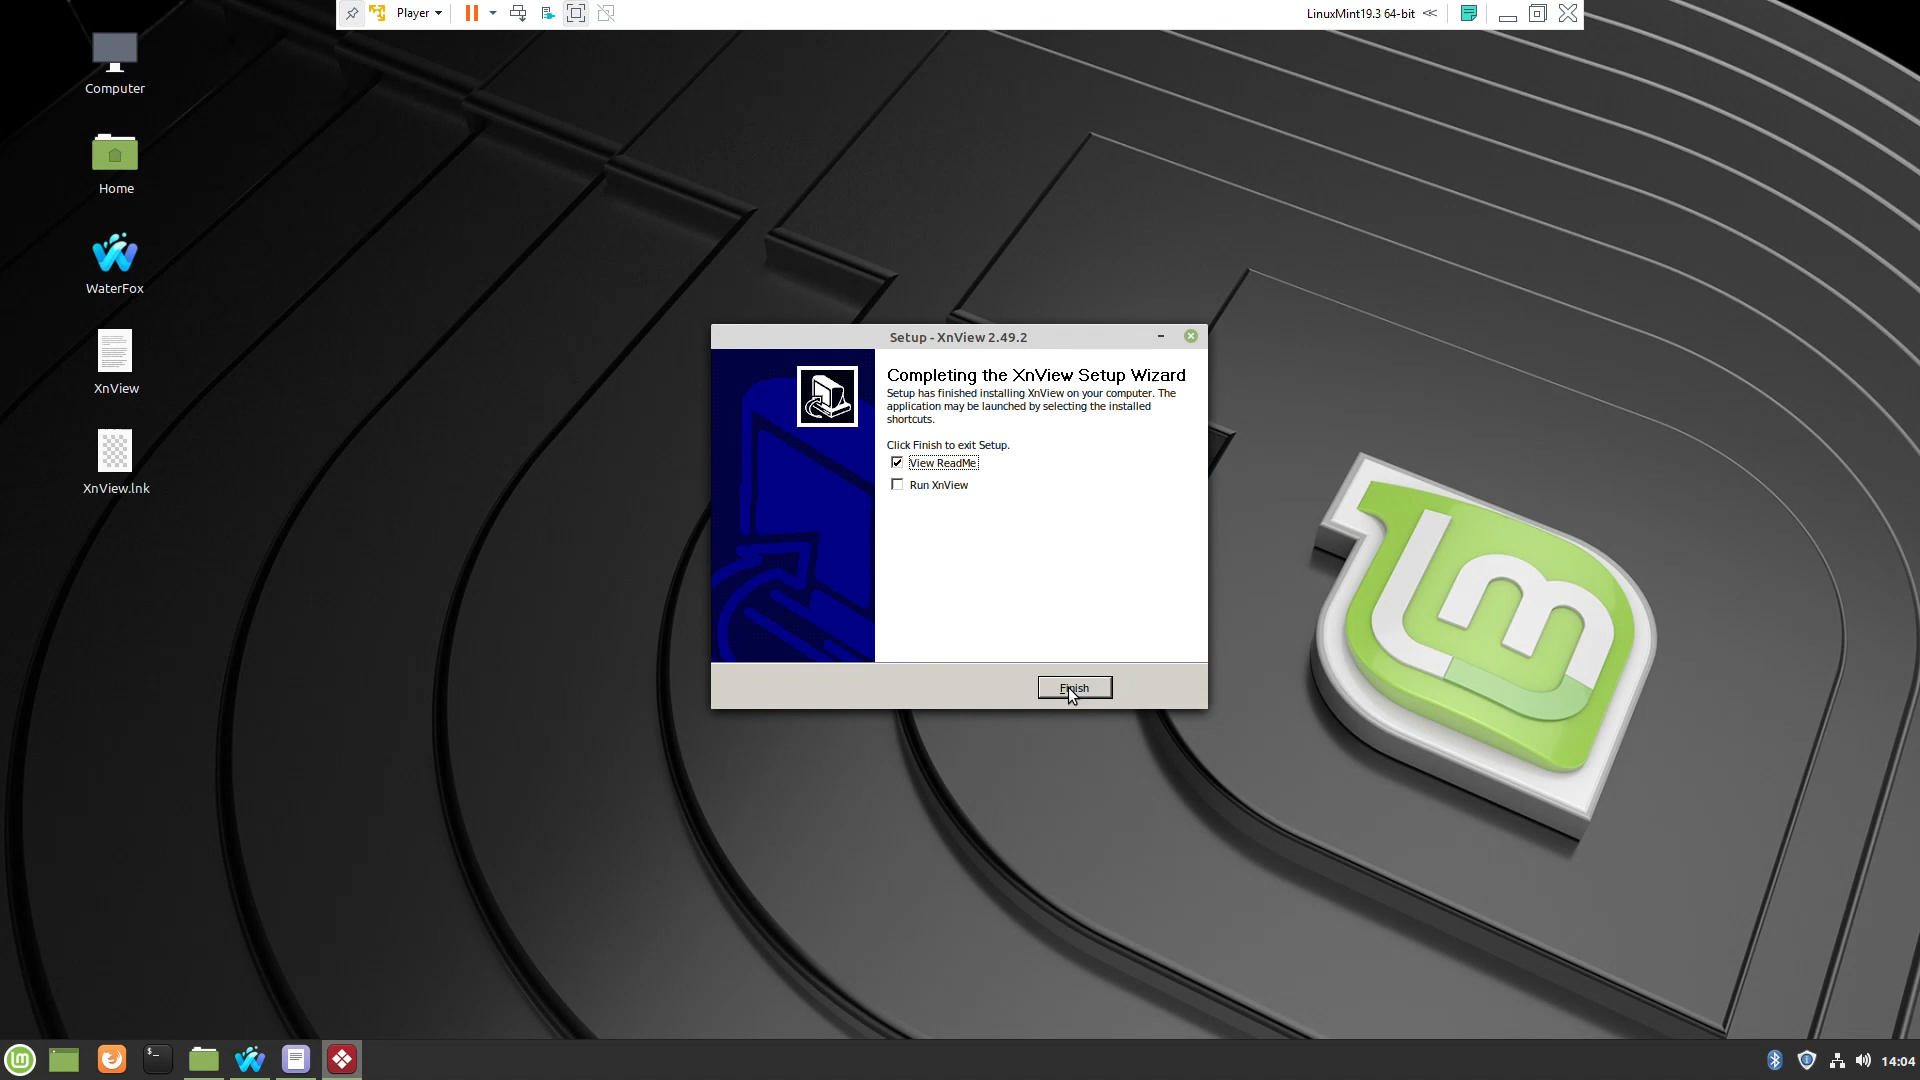 Player
LinuxMint19.3 64-bit
Computer
Home
WaterFox
XnView
XnView.lnk
Setup - XnView 2.49.2
Completing the XnView Setup Wizard
Setup has finished installing XnView on your computer. The
application may be launched by selecting the installed
shortcuts.
Click Finish to exit Setup.
View ReadMe
Run XnView
Finish
14:04